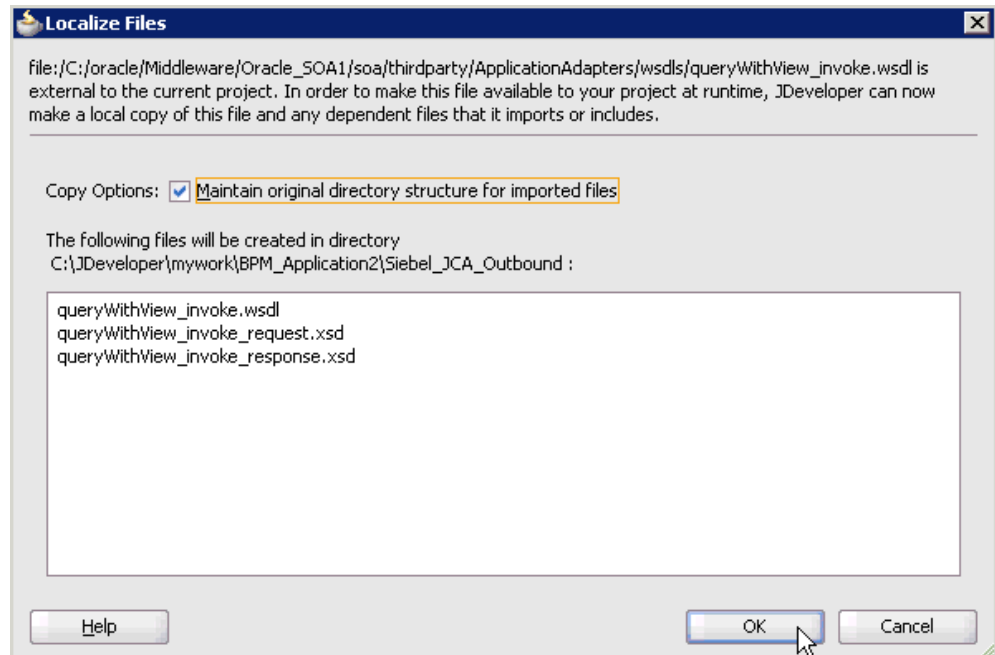 Localize Files
file:/C:/oracle/Middleware/Oracle_SOA1/soa/thirdparty/ApplicationAdapters/wsdls/queryWithView_invoke.wsdl is
external to the current project. In order to make this file available to your project at runtime, JDeveloper can now
make a local copy of this file and any dependent files that it imports or includes.
Copy Options: Maintain original directory structure for imported files
The following files will be created in directory
C:\JDeveloper\mywork\BPM_Application2\Siebel_JCA_Outbound :
queryWithView_invoke.wsdl
queryWithView_invoke_request.xsd
queryWithView_invoke_response.xsd
Help OK Cancel